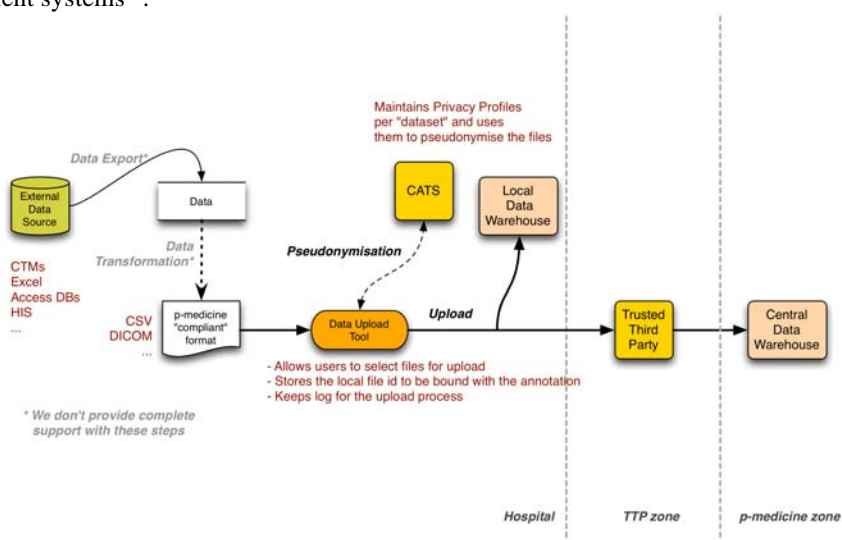 ent systems .
Maintains Privacy Profiles
per "dataset" and uses
them to pseudonymise the files
Data Export*
External
Data
Source
Data
CATS
Local
Data
Warehouse
Data
Transformation*
Pseudonymisation
CTMs
Excel
Access DBs
HIS
...
CSV
DICOM
...
p-medicine
"compliant"
format
Data Upload
Tool
Upload
Trusted
Third
Party
Central
Data
Warehouse
- Allows users to select files for upload
- Stores the local file id to be bound with the annotation
- Keeps log for the upload process
* We don't provide complete
support with these steps
Hospital
TTP zone
p-medicine zone